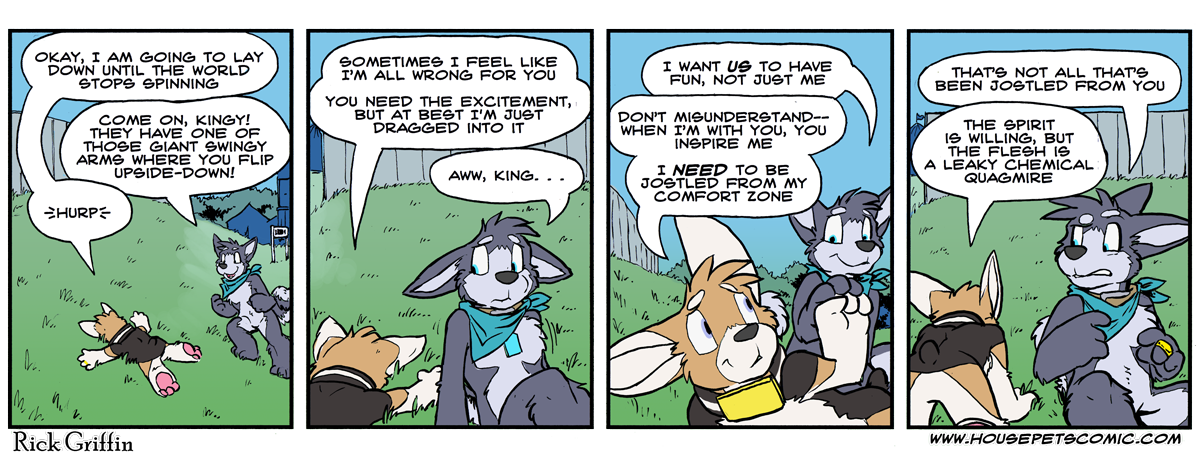 OKAY, I AM GOING TO LAY
DOWN UNTIL THE WORLD
STOPS SPINNING
COME ON, KINGY!
THEY HAVE ONE OF
THOSE GIANT SWINGY
ARMS WHERE YOU FLIP
UPSIDE-DOWN!
HURP
SOMETIMES I FEEL LIKE
I'M ALL WRONG FOR YOU
YOU NEED THE EXCITEMENT,
BUT AT BEST I'M JUST
DRAGGED INTO IT
AWW, KING. . .
I WANT US TO HAVE
FUN, NOT JUST ME
DON'T MISUNDERSTAND--
WHEN I'M WITH YOU, YOU
INSPIRE ME
I NEED TO BE
JOSTLED FROM MY
COMFORT ZONE
THAT'S NOT ALL THAT'S
BEEN JOSTLED FROM YOU
THE SPIRIT
IS WILLING, BUT
THE FLESH IS
A LEAKY CHEMICAL
QUAGMIRE
Rick Griffin
WWW.HOUSEPETSCOMIC.COM